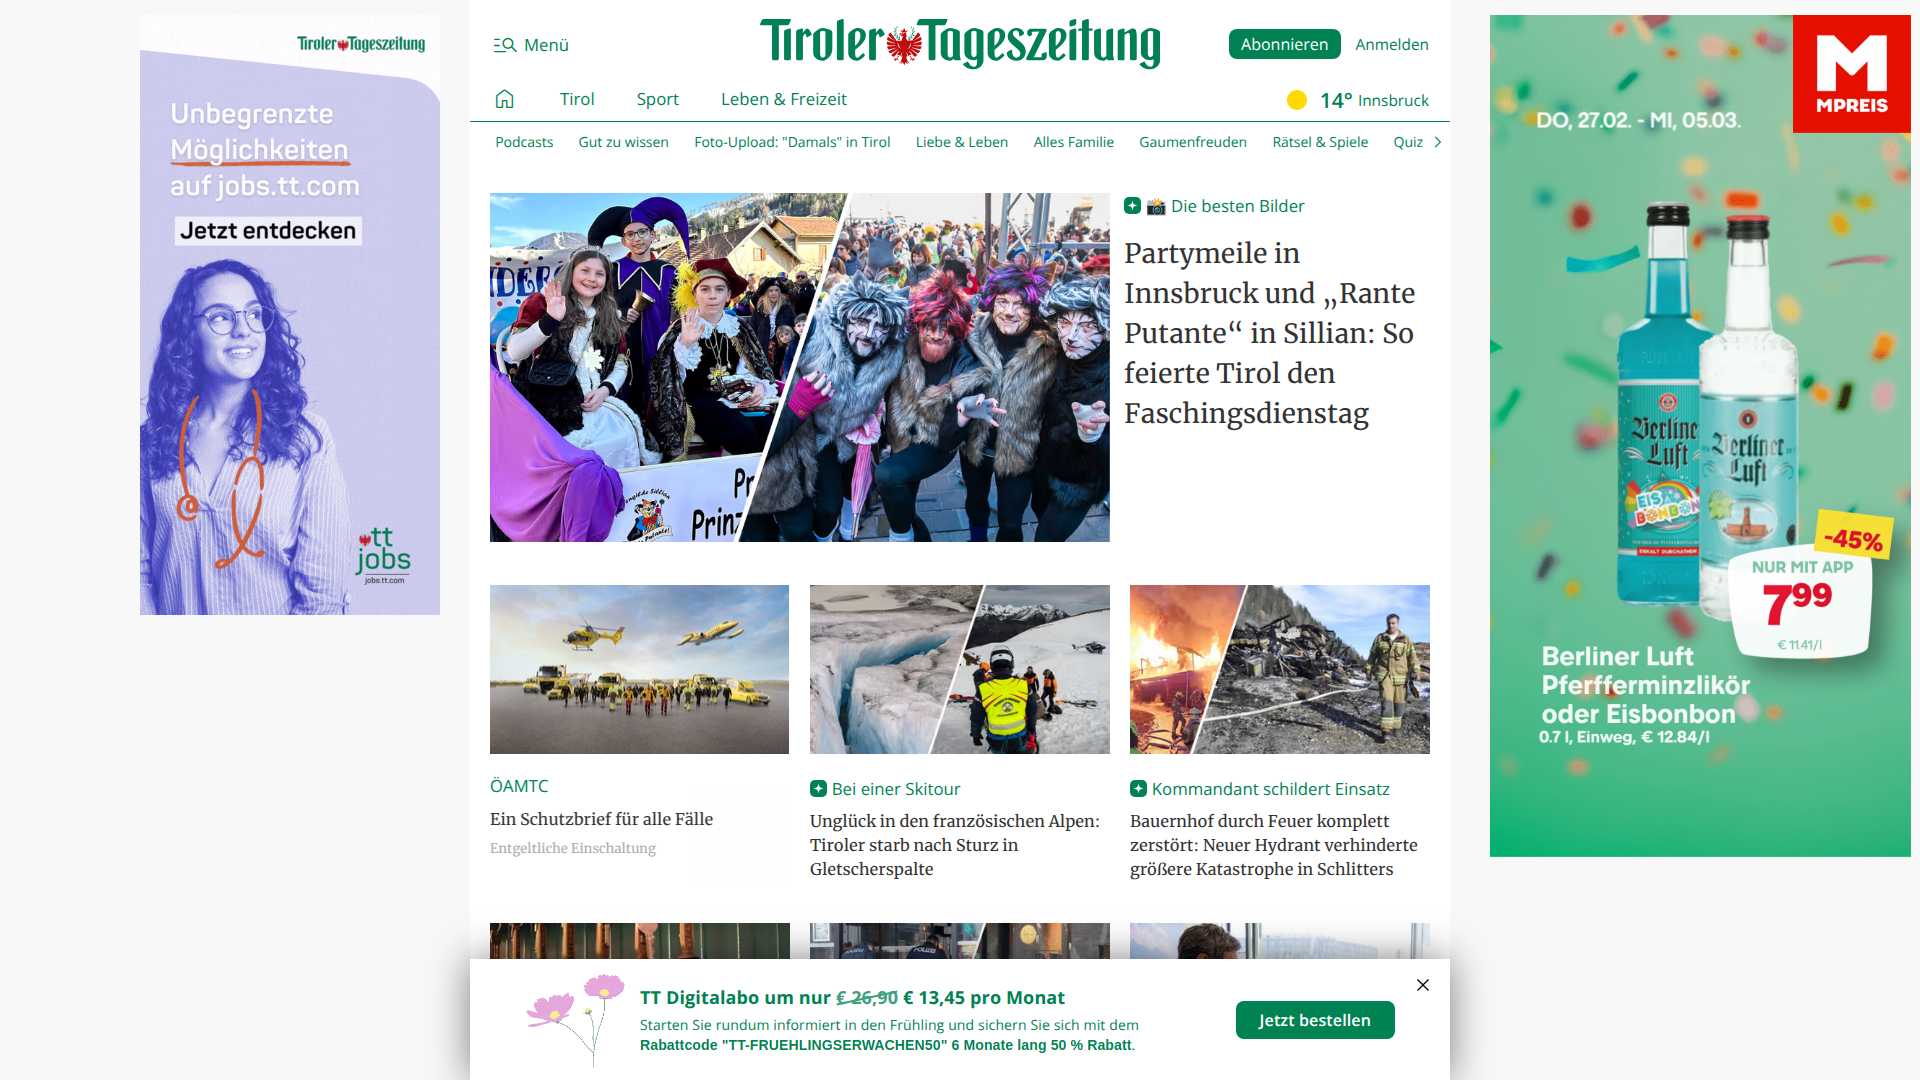 Tiroler Tageszeitung
Unbegrenzte
Möglichkeiten
auf jobs.tt.com
Jetzt entdecken
tt
jobs
jobs.tt.com
Menü
Tiroler Tageszeitung
Abonnieren
Anmelden
Tirol
Sport
Leben & Freizeit
14° Innsbruck
Podcasts
Gut zu wissen
Foto-Upload: "Damals" in Tirol
Liebe & Leben
Alles Familie
Gaumenfreuden
Rätsel & Spiele
Quiz
Die besten Bilder
Partymeile in
Innsbruck und „Rante
Putante“ in Sillian: So
feierte Tirol den
Faschingsdienstag
Pr
Prinz
ÖAMTC
Ein Schutzbrief für alle Fälle
Entgeltliche Einschaltung
Bei einer Skitour
Unglück in den französischen Alpen:
Tiroler starb nach Sturz in
Gletscherspalte
Kommandant schildert Einsatz
Bauernhof durch Feuer komplett
zerstört: Neuer Hydrant verhinderte
größere Katastrophe in Schlitters
POLIZEI
TT Digitalabo um nur € 26,90 € 13,45 pro Monat
Starten Sie rundum informiert in den Frühling und sichern Sie sich mit dem
Rabattcode "TT-FRUEHLINGSERWACHEN50" 6 Monate lang 50 % Rabatt.
Jetzt bestellen
M
MPREIS
DO, 27.02. - MI, 05.03.
Berliner
Luft
Berliner
Luft
EIS
BONBON
EISKALT DURCHATMEN
-45%
NUR MIT APP
7⁹⁹
€ 11.41/l
Berliner Luft
Pferfferminzlikör
oder Eisbonbon
0.7 l, Einweg, € 12.84/l